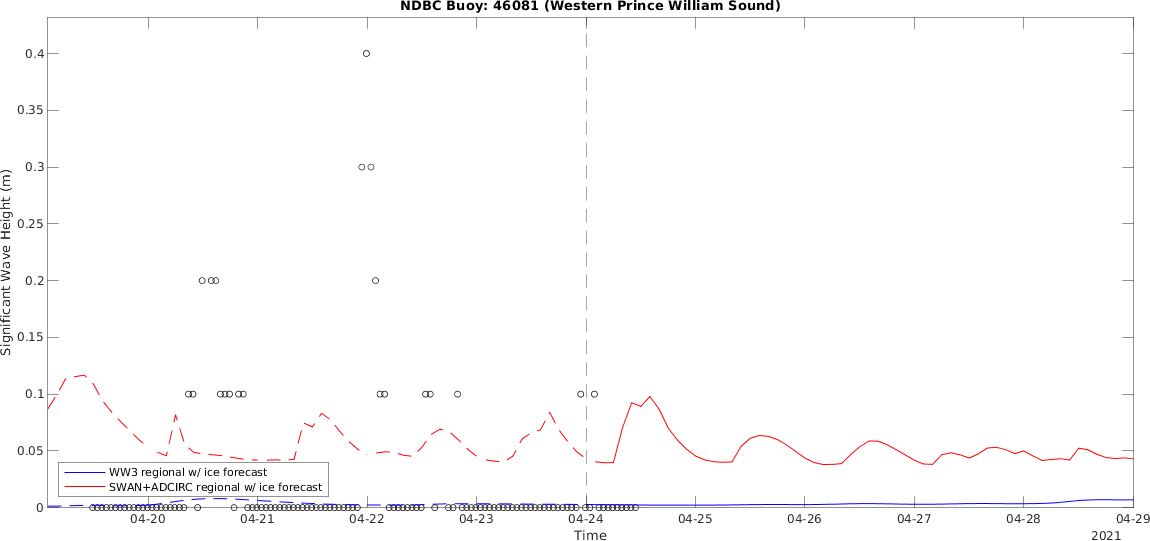 NDBC Buoy: 46081 (Western Prince William Sound)
Significant Wave Height (m)
0.4
0.35
0.3
0.25
0.2
0.15
0.1
0.05
0
WW3 regional w/ ice forecast
SWAN+ADCIRC regional w/ ice forecast
04-20 04-21 04-22 04-23 04-24 04-25 04-26 04-27 04-28 04-29
Time
2021